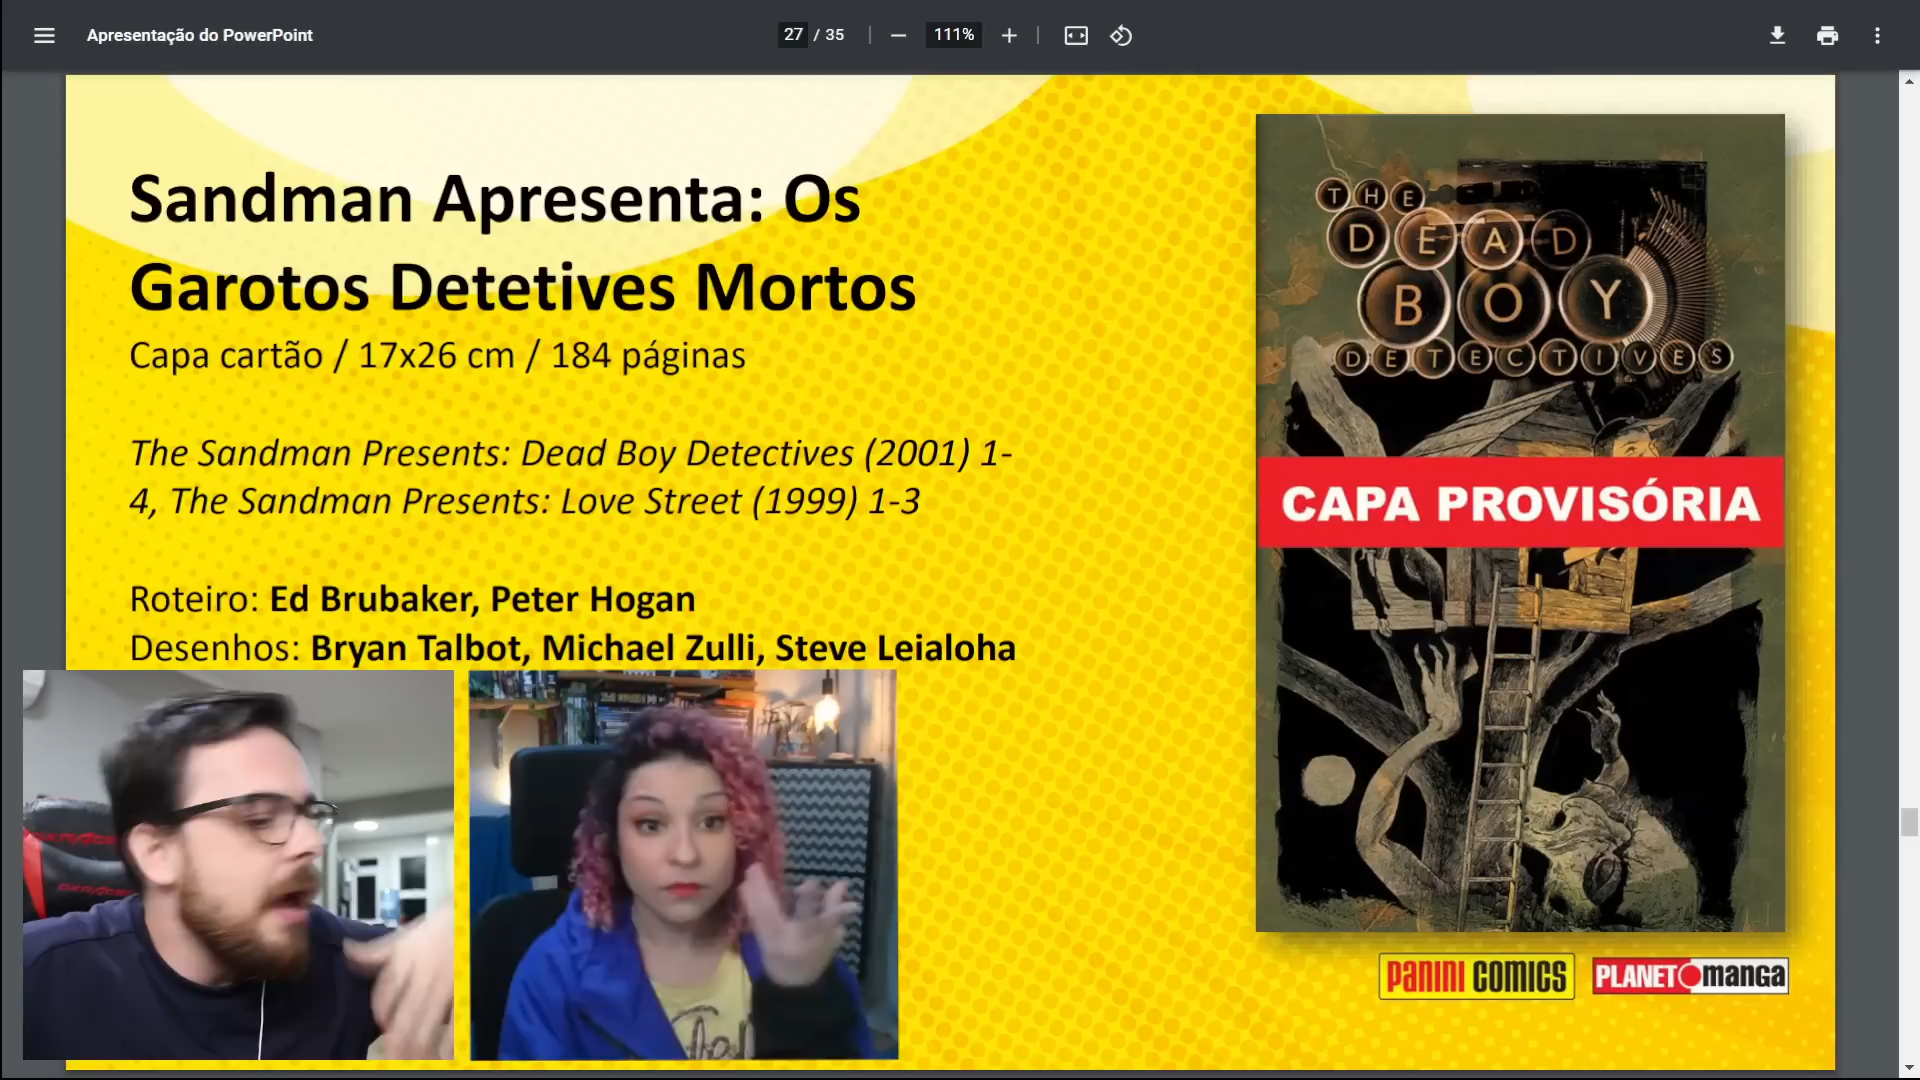 Apresentação do PowerPoint
27 / 35
111%
Sandman Apresenta: Os
Garotos Detetives Mortos
Capa cartão / 17x26 cm / 184 páginas
The Sandman Presents: Dead Boy Detectives (2001) 1-
4, The Sandman Presents: Love Street (1999) 1-3
Roteiro: Ed Brubaker, Peter Hogan
Desenhos: Bryan Talbot, Michael Zulli, Steve Leialoha
THE
DEAD
BOY
DETECTIVES
CAPA PROVISÓRIA
PANINI COMICS
PLANET manga